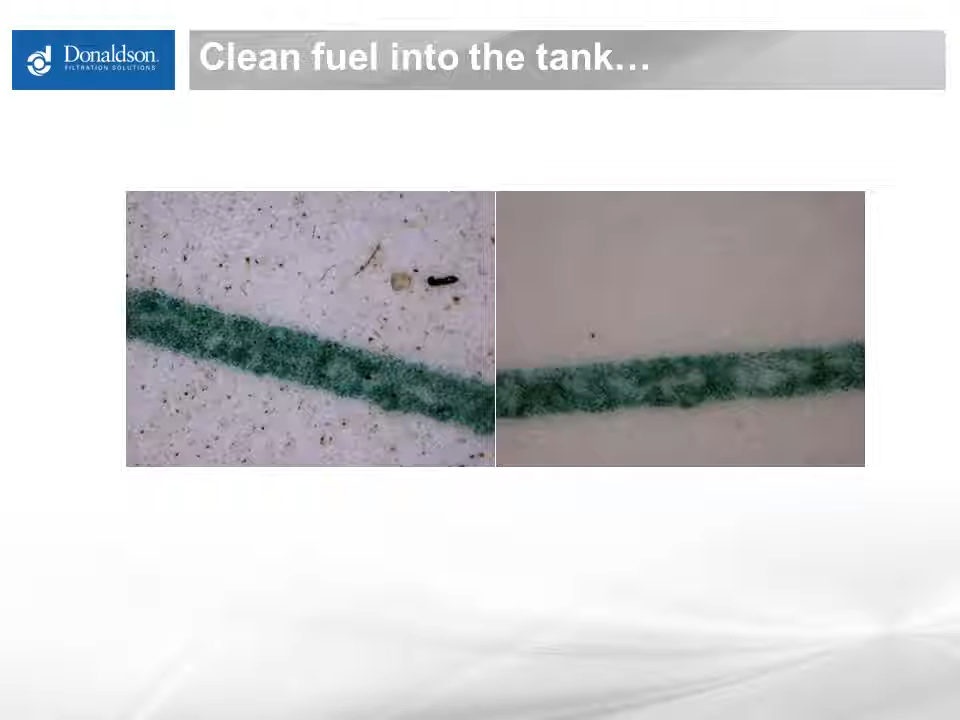 Donaldson.
FILTRATION SOLUTIONS
Clean fuel into the tank…